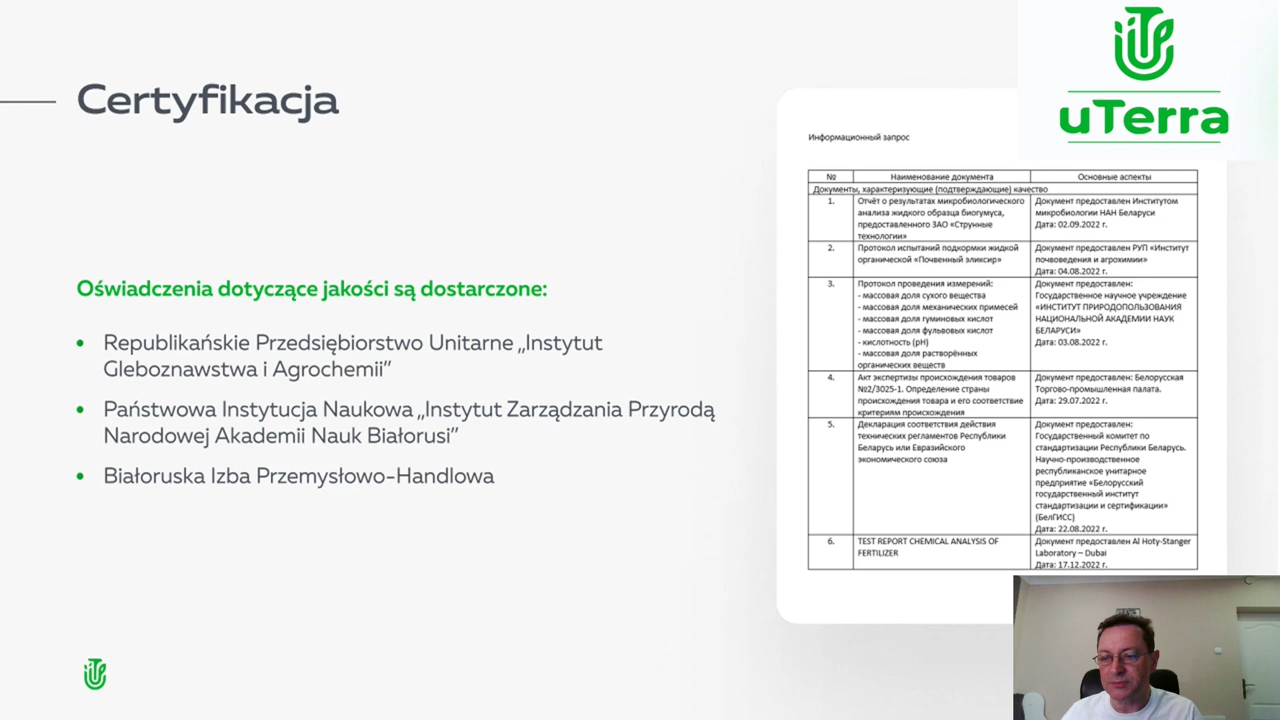 Certyfikacja
Oświadczenia dotyczące jakości są dostarczone:
Republikańskie Przedsiębiorstwo Unitarne „Instytut
Gleboznawstwa i Agrochemii”
Państwowa Instytucja Naukowa „Instytut Zarządzania Przyrodą
Narodowej Akademii Nauk Białorusi”
Białoruska Izba Przemysłowo-Handlowa
uTerra
Информационный запрос
№ Наименование документа Основные аспекты
Документы, характеризующие (подтверждающие) качество
1. Отчёт о результатах микробиологического
анализа жидкого образца биогумуса,
предоставленного ЗАО «Струнные
технологии»
Документ предоставлен Институтом
микробиологии НАН Беларуси
Дата: 02.09.2022 г.
2. Протокол испытаний подкормки жидкой
органической «Почвенный эликсир»
Документ предоставлен РУП «Институт
почвоведения и агрохимии»
Дата: 04.08.2022 г.
3. Протокол проведения измерений:
- массовая доля сухого вещества
- массовая доля механических примесей
- массовая доля гуминовых кислот
- массовая доля фульвовых кислот
- кислотность (pH)
- массовая доля растворённых
органических веществ
Документ предоставлен:
Государственное научное учреждение
«ИНСТИТУТ ПРИРОДОПОЛЬЗОВАНИЯ
НАЦИОНАЛЬНОЙ АКАДЕМИИ НАУК
БЕЛАРУСИ»
Дата: 03.08.2022 г.
4. Акт экспертизы происхождения товаров
№2/3025-1. Определение страны
происхождения товара и его соответствие
критериям происхождения
Документ предоставлен: Белорусская
Торгово-промышленная палата.
Дата: 29.07.2022 г.
5. Декларация соответствия действия
технических регламентов Республики
Беларусь или Евразийского
экономического союза
Документ предоставлен:
Государственный комитет по
стандартизации Республики Беларусь.
Научно-производственное
республиканское унитарное
предприятие «Белорусский
государственный институт
стандартизации и сертификации»
(БелГИСС)
Дата: 22.08.2022 г.
6. TEST REPORT CHEMICAL ANALYSIS OF
FERTILIZER
Документ предоставлен Al Hoty-Stanger
Laboratory – Dubai
Дата: 17.12.2022 г.